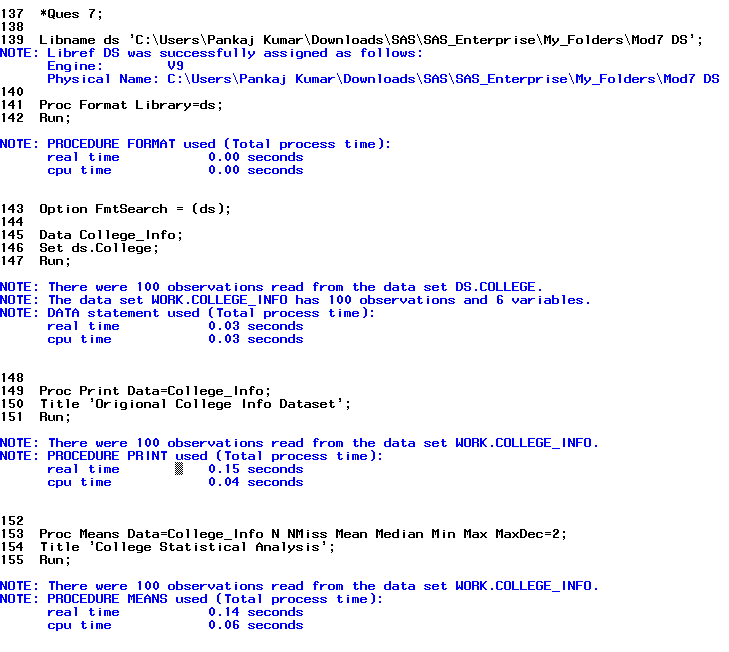 137  *Ques 7;
138
139  Libname ds 'C:\Users\Pankaj Kumar\Downloads\SAS\SAS_Enterprise\My_Folders\Mod7 DS';
NOTE: Libref DS was successfully assigned as follows:
      Engine:        V9
      Physical Name: C:\Users\Pankaj Kumar\Downloads\SAS\SAS_Enterprise\My_Folders\Mod7 DS
140
141  Proc Format Library=ds;
142  Run;

NOTE: PROCEDURE FORMAT used (Total process time):
      real time           0.00 seconds
      cpu time            0.00 seconds


143  Option FmtSearch = (ds);
144
145  Data College_Info;
146  Set ds.College;
147  Run;

NOTE: There were 100 observations read from the data set DS.COLLEGE.
NOTE: The data set WORK.COLLEGE_INFO has 100 observations and 6 variables.
NOTE: DATA statement used (Total process time):
      real time           0.03 seconds
      cpu time            0.03 seconds


148
149  Proc Print Data=College_Info;
150  Title 'Origional College Info Dataset';
151  Run;

NOTE: There were 100 observations read from the data set WORK.COLLEGE_INFO.
NOTE: PROCEDURE PRINT used (Total process time):
      real time           0.15 seconds
      cpu time            0.04 seconds


152
153  Proc Means Data=College_Info N NMiss Mean Median Min Max MaxDec=2;
154  Title 'College Statistical Analysis';
155  Run;

NOTE: There were 100 observations read from the data set WORK.COLLEGE_INFO.
NOTE: PROCEDURE MEANS used (Total process time):
      real time           0.14 seconds
      cpu time            0.06 seconds